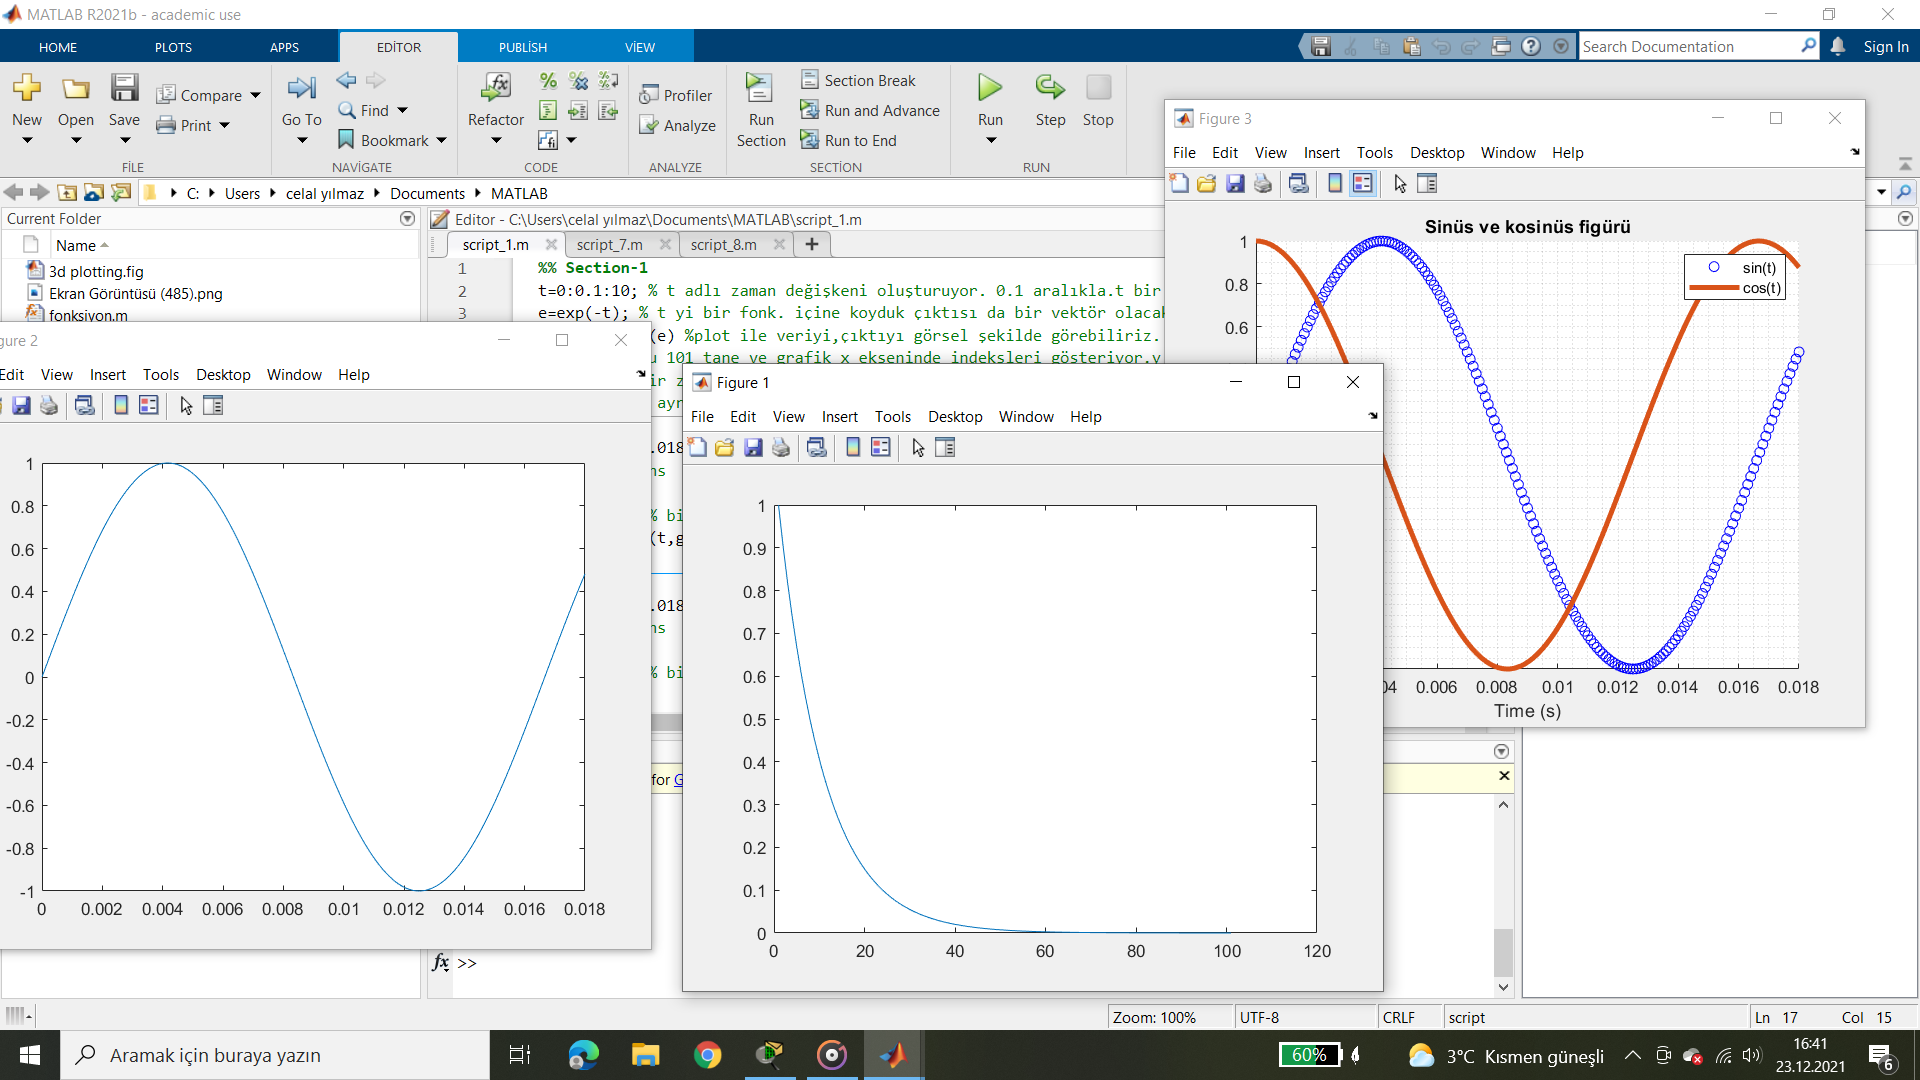 MATLAB R2021b - academic use
HOME PLOTS APPS EDİTOR PUBLİSH VİEW
Search Documentation
Sign In
New Open Save
Compare
Print
FİLE
Go To
Find
Bookmark
NAVİGATE
Refactor
CODE
Profiler
Analyze
ANALYZE
Run Section
Section Break
Run and Advance
Run to End
SECTİON
Run Step Stop
RUN
C: Users celal yılmaz Documents MATLAB
Current Folder
Name
3d plotting.fig
Ekran Görüntüsü (485).png
fonksiyon.m
Editor - C:\Users\celal yılmaz\Documents\MATLAB\script_1.m
script_1.m script_7.m script_8.m +
1 %% Section-1
2 t=0:0.1:10; % t adlı zaman değişkeni oluşturuyor. 0.1 aralıkla.t bir
3 e=exp(-t); % t yi bir fonk. içine koyduk çıktısı da bir vektör olacak
(e) %plot ile veriyi,çıktıyı görsel şekilde görebiliriz.
101 tane ve grafik x ekseninde indeksleri gösteriyor.y
.018
% bi
(t,g
.018
% bi
for G
fx >>
Figure 3
File Edit View Insert Tools Desktop Window Help
Sinüs ve kosinüs figürü
1
0.8
0.6
sin(t)
cos(t)
04 0.006 0.008 0.01 0.012 0.014 0.016 0.018
Time (s)
gure 2
Edit View Insert Tools Desktop Window Help
1
0.8
0.6
0.4
0.2
0
-0.2
-0.4
-0.6
-0.8
-1
0 0.002 0.004 0.006 0.008 0.01 0.012 0.014 0.016 0.018
Figure 1
File Edit View Insert Tools Desktop Window Help
1
0.9
0.8
0.7
0.6
0.5
0.4
0.3
0.2
0.1
0
0 20 40 60 80 100 120
Zoom: 100% UTF-8 CRLF script Ln 17 Col 15
Aramak için buraya yazın
60%
3°C Kısmen güneşli
16:41
23.12.2021
6